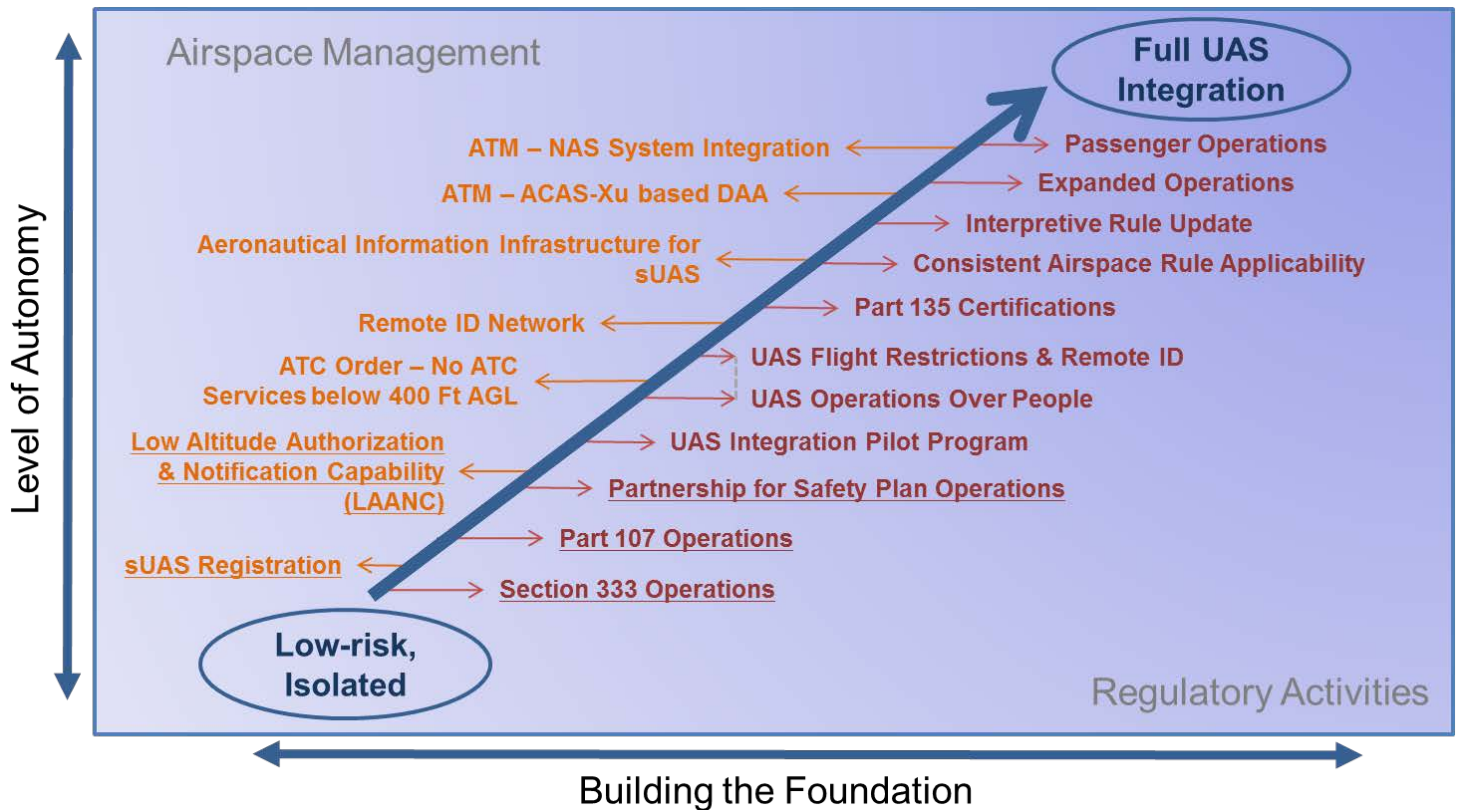 Airspace Management
Full UAS
Integration
ATM – NAS System Integration
Passenger Operations
ATM – ACAS-Xu based DAA
Expanded Operations
Interpretive Rule Update
Aeronautical Information Infrastructure for
sUAS
Consistent Airspace Rule Applicability
Part 135 Certifications
Remote ID Network
UAS Flight Restrictions & Remote ID
ATC Order – No ATC
Services below 400 Ft AGL
UAS Operations Over People
UAS Integration Pilot Program
Low Altitude Authorization
& Notification Capability
(LAANC)
Partnership for Safety Plan Operations
Part 107 Operations
sUAS Registration
Section 333 Operations
Low-risk,
Isolated
Regulatory Activities
Level of Autonomy
Building the Foundation